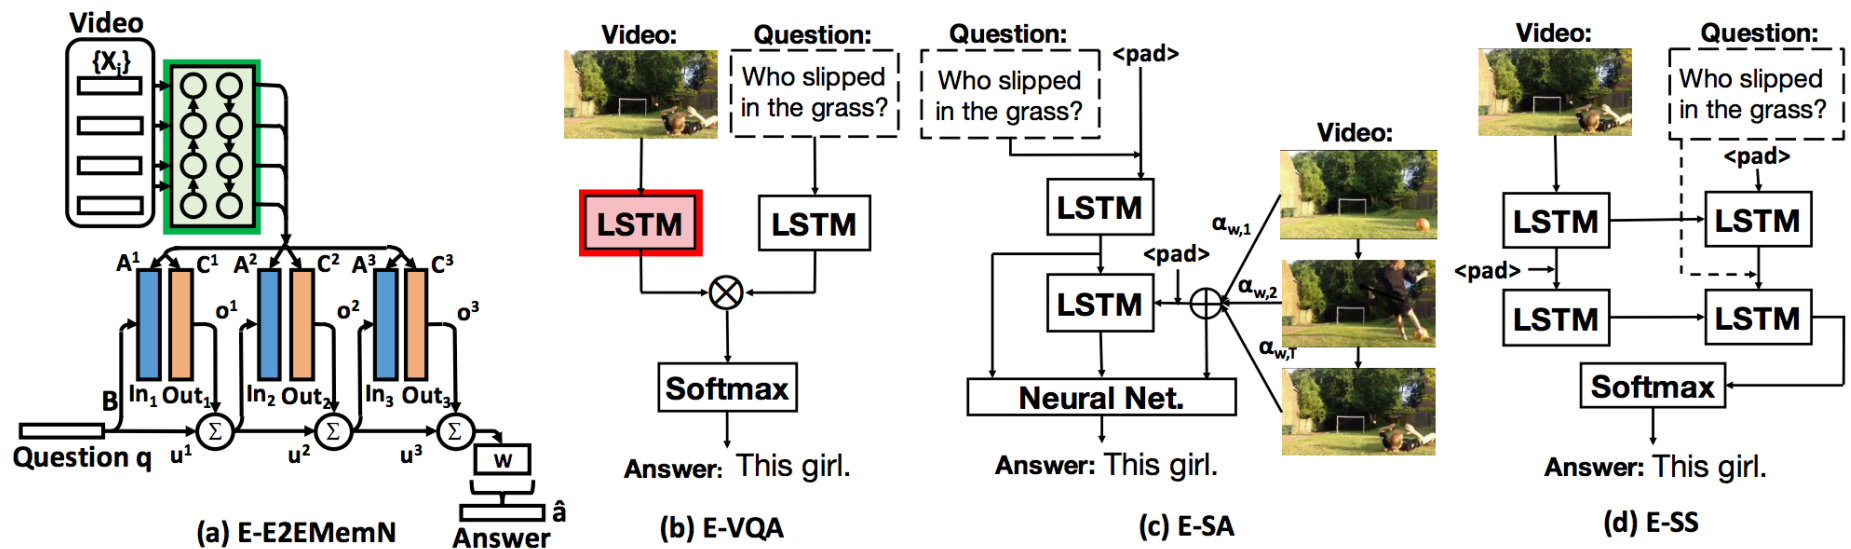 Video
{Xi}
A¹ C¹ A² C² A³ C³
o¹ o² o³
B In₁ Out₁ In₂ Out₂ In₃ Out₃
Σ Σ Σ
Question q u¹ u² u³
W
â
Answer
(a) E-E2EMemN
Video: Question:
Who slipped
in the grass?
LSTM LSTM
Softmax
Answer: This girl.
(b) E-VQA
Question:
<pad>
Who slipped
in the grass?
Video:
LSTM
αw,1
<pad>
αw,2
LSTM
αw,T
Neural Net.
Answer: This girl.
(c) E-SA
Video: Question:
Who slipped
in the grass?
<pad>
LSTM LSTM
<pad>
LSTM LSTM
Softmax
Answer: This girl.
(d) E-SS